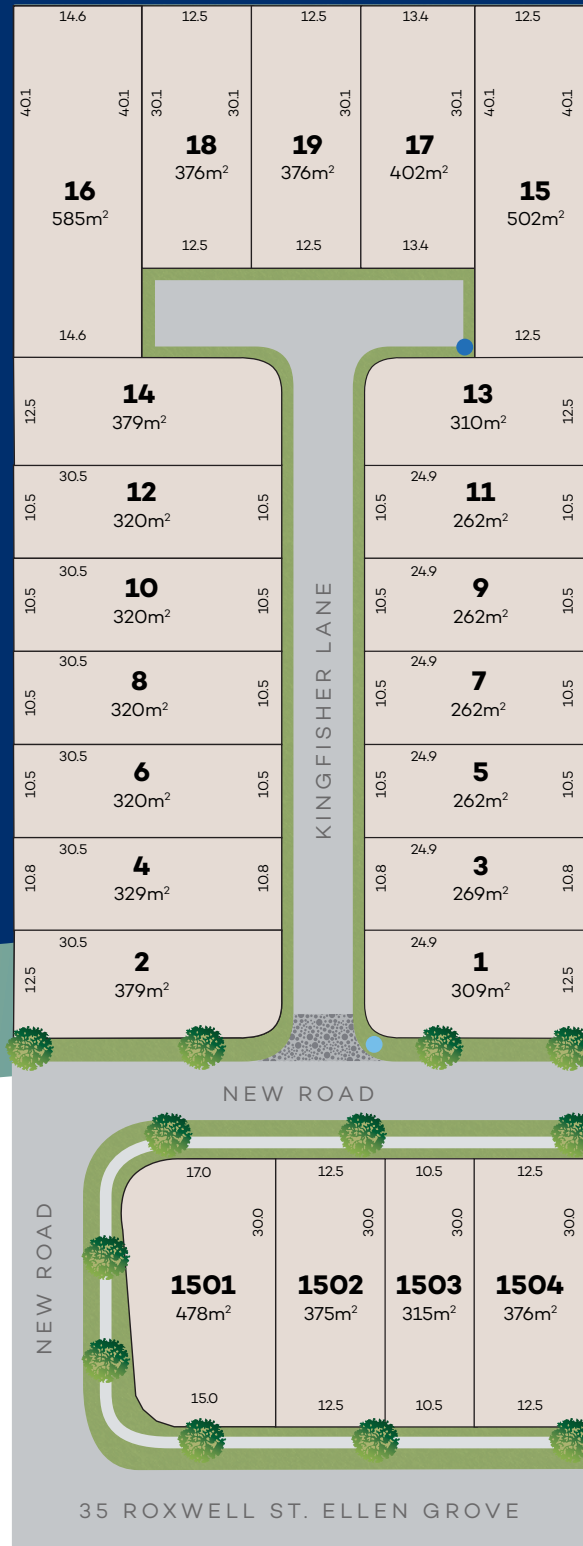 14.6 12.5 12.5 13.4 12.5
40.1 40.1 30.1 30.1 30.1 30.1 40.1 40.1
18 19 17
376m² 376m² 402m²
16 15
585m² 502m²
12.5 12.5 13.4
14.6 12.5
14 13
12.5 379m² 310m² 12.5
30.5 24.9
12 11
10.5 320m² 10.5 10.5 262m² 10.5
30.5 24.9
10 9
10.5 320m² 10.5 10.5 262m² 10.5
30.5 24.9
8 7
10.5 320m² 10.5 10.5 262m² 10.5
30.5 24.9
6 5
10.5 320m² 10.5 10.5 262m² 10.5
30.5 24.9
4 3
10.8 329m² 10.8 10.8 269m² 10.8
30.5 24.9
2 1
12.5 379m² 309m² 12.5
KINGFISHER LANE
NEW ROAD
17.0 12.5 10.5 12.5
30.0 30.0 30.0 30.0
NEW ROAD
1501 1502 1503 1504
478m² 375m² 315m² 376m²
15.0 12.5 10.5 12.5
35 ROXWELL ST. ELLEN GROVE